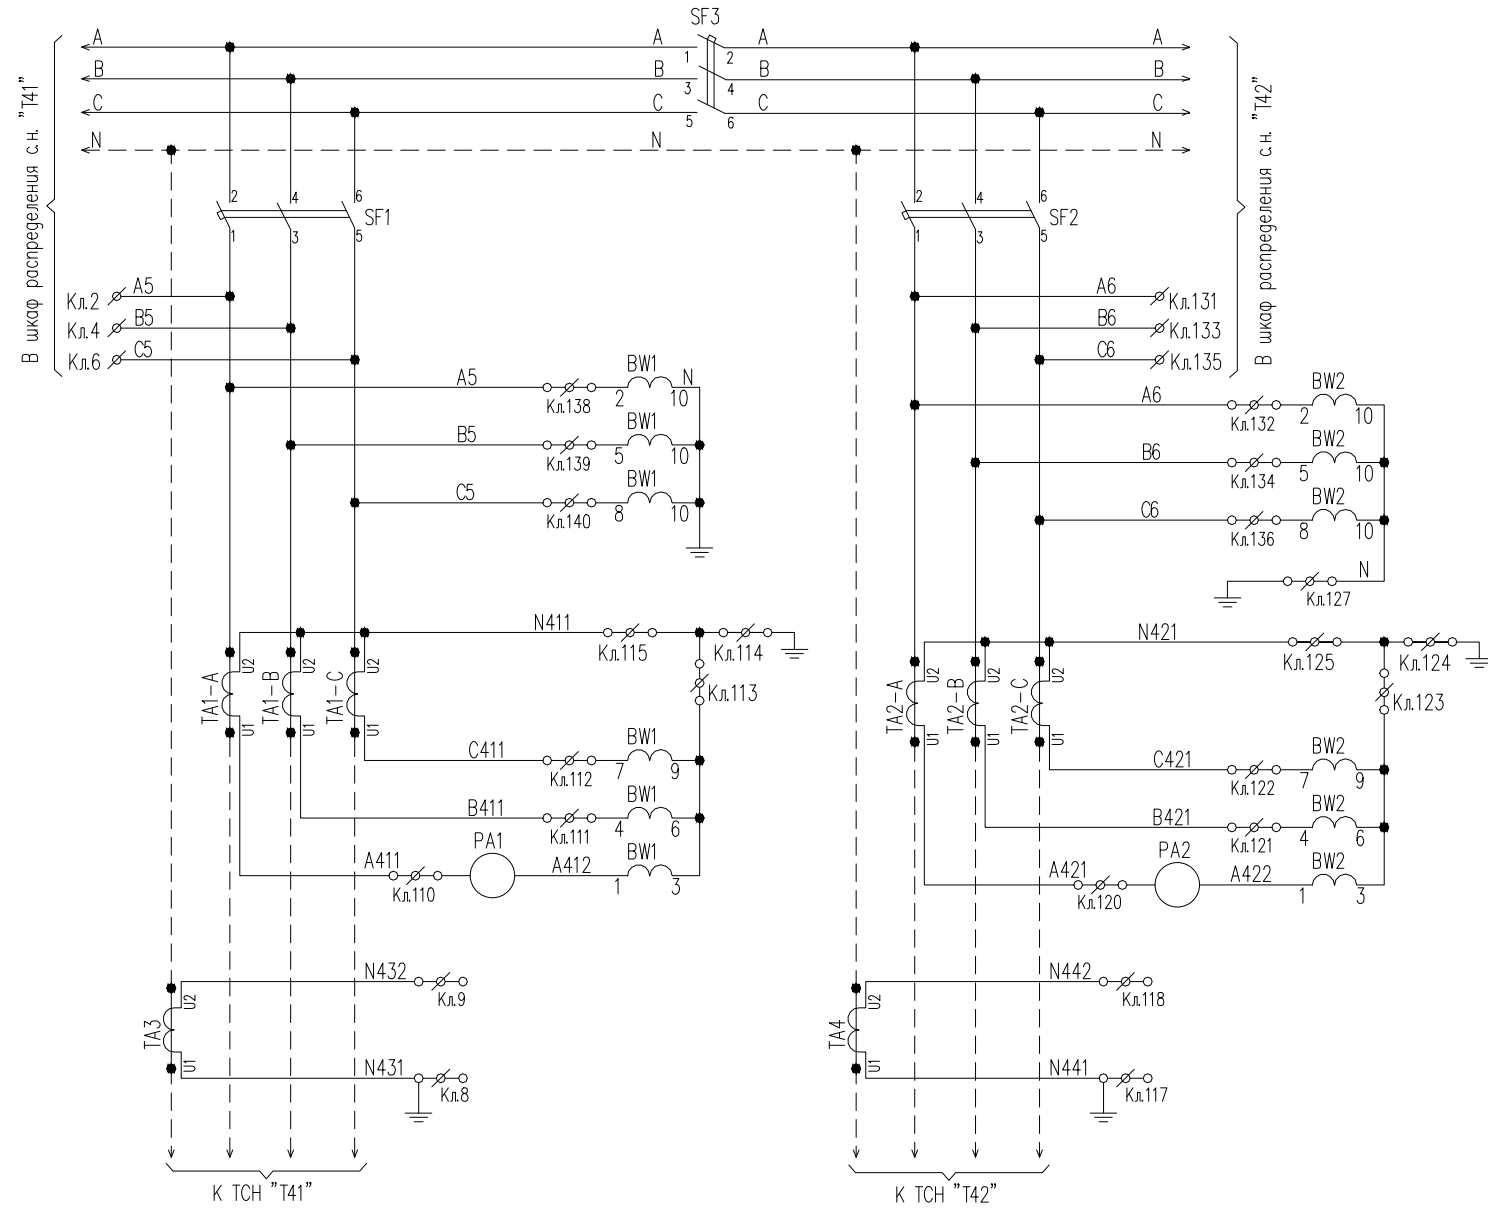 SF3
A A A A
1 2
B B B B
3 4
C C C C
5 6
N N N
В шкаф распределения с.н. "Т41"
В шкаф распределения с.н. "Т42"
2 4 6
SF1
1 3 5
2 4 6
SF2
1 3 5
Кл.2 A5
Кл.4 B5
Кл.6 C5
A6 Кл.131
B6 Кл.133
C6 Кл.135
A5 Кл.138 2 BW1 10 N
B5 Кл.139 5 BW1 10
C5 Кл.140 8 BW1 10
A6 Кл.132 2 BW2 10
B6 Кл.134 5 BW2 10
C6 Кл.136 8 BW2 10
N
Кл.127
N411 Кл.115 Кл.114
Кл.113
TA1-A U2 U1
TA1-B U2 U1
TA1-C U2 U1
C411 Кл.112 7 BW1 9
B411 Кл.111 4 BW1 6
PA1
A411 Кл.110 A412 1 BW1 3
N421 Кл.125 Кл.124
Кл.123
TA2-A U2 U1
TA2-B U2 U1
TA2-C U2 U1
C421 Кл.122 7 BW2 9
B421 Кл.121 4 BW2 6
PA2
A421 Кл.120 A422 1 BW2 3
TA3 U2 U1
N432 Кл.9
N431 Кл.8
TA4 U2 U1
N442 Кл.118
N441 Кл.117
К ТСН "Т41"
К ТСН "Т42"